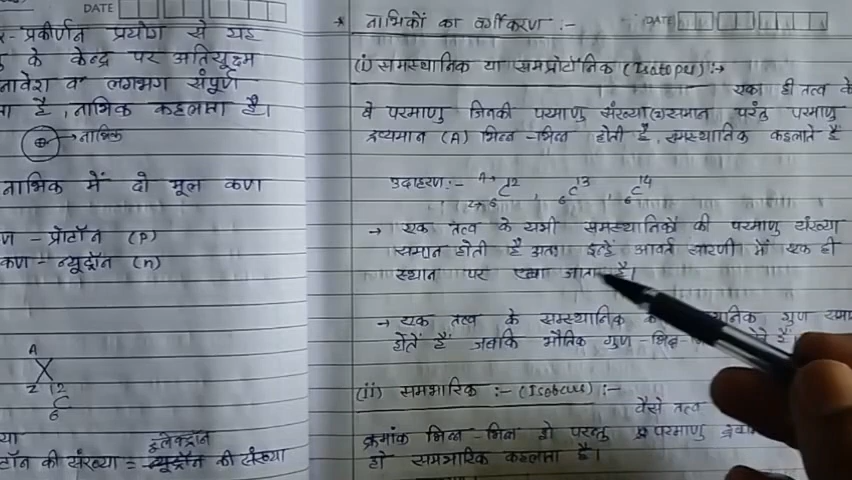 DATE
प्रकीर्णन प्रयोग से यह
के केन्द्र पर अतिसूक्ष्म
नावेश व लगभग संपूर्ण
है, नाभिक कहलाता है।
→ नाभिक
नाभिक में दो मूल कण
ण - प्रोटॉन (P)
कण - न्यूट्रॉन (n)
A
X
Z 12
C
6
या इलेक्ट्रॉन
टॉन की संख्या = की संख्या
* नाभिकों का वर्गीकरण :- DATE
(i) समस्थानिक या समप्रोटॉनिक (Isotopes) :→
एक ही तत्व के
वे परमाणु जिनकी परमाणु संख्या (z) समान परंतु परमाणु
द्रव्यमान (A) भिन्न-भिन्न होती है, समस्थानिक कहलाते है
उदाहरण :- A→ 12 C Z→ 6 , 13 C 6 , 14 C 6
→ एक तत्व के सभी समस्थानिकों की परमाणु संख्या
समान होती है अतः इन्हें आवर्त सारणी में एक ही
स्थान पर रखा जाता है।
→ एक तत्व के समस्थानिक गुण
होतें हैं जबकि भौतिक गुण - भिन्न-
(ii) समभारिक :- (Isobars) :-
वैसे तत्व
क्रमांक भिन्न-भिन्न हो परन्तु परमाणु
हो समभारिक कहलाता है।